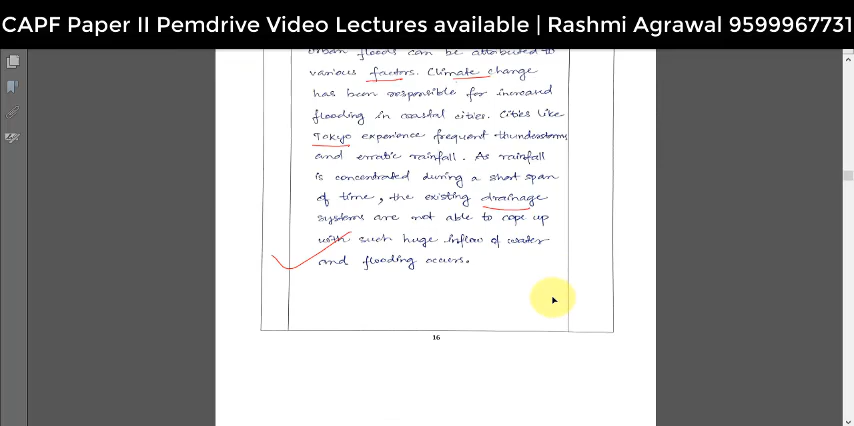 CAPF Paper II Pemdrive Video Lectures available | Rashmi Agrawal 9599967731
Urban floods can be attributed to
various factors. Climate change
has been responsible for increased
flooding in coastal cities. Cities like
Tokyo experience frequent thunderstorms
and erratic rainfall. As rainfall
is concentrated during a short span
of time, the existing drainage
systems are not able to cope up
with such huge inflow of water
and flooding occurs.
16